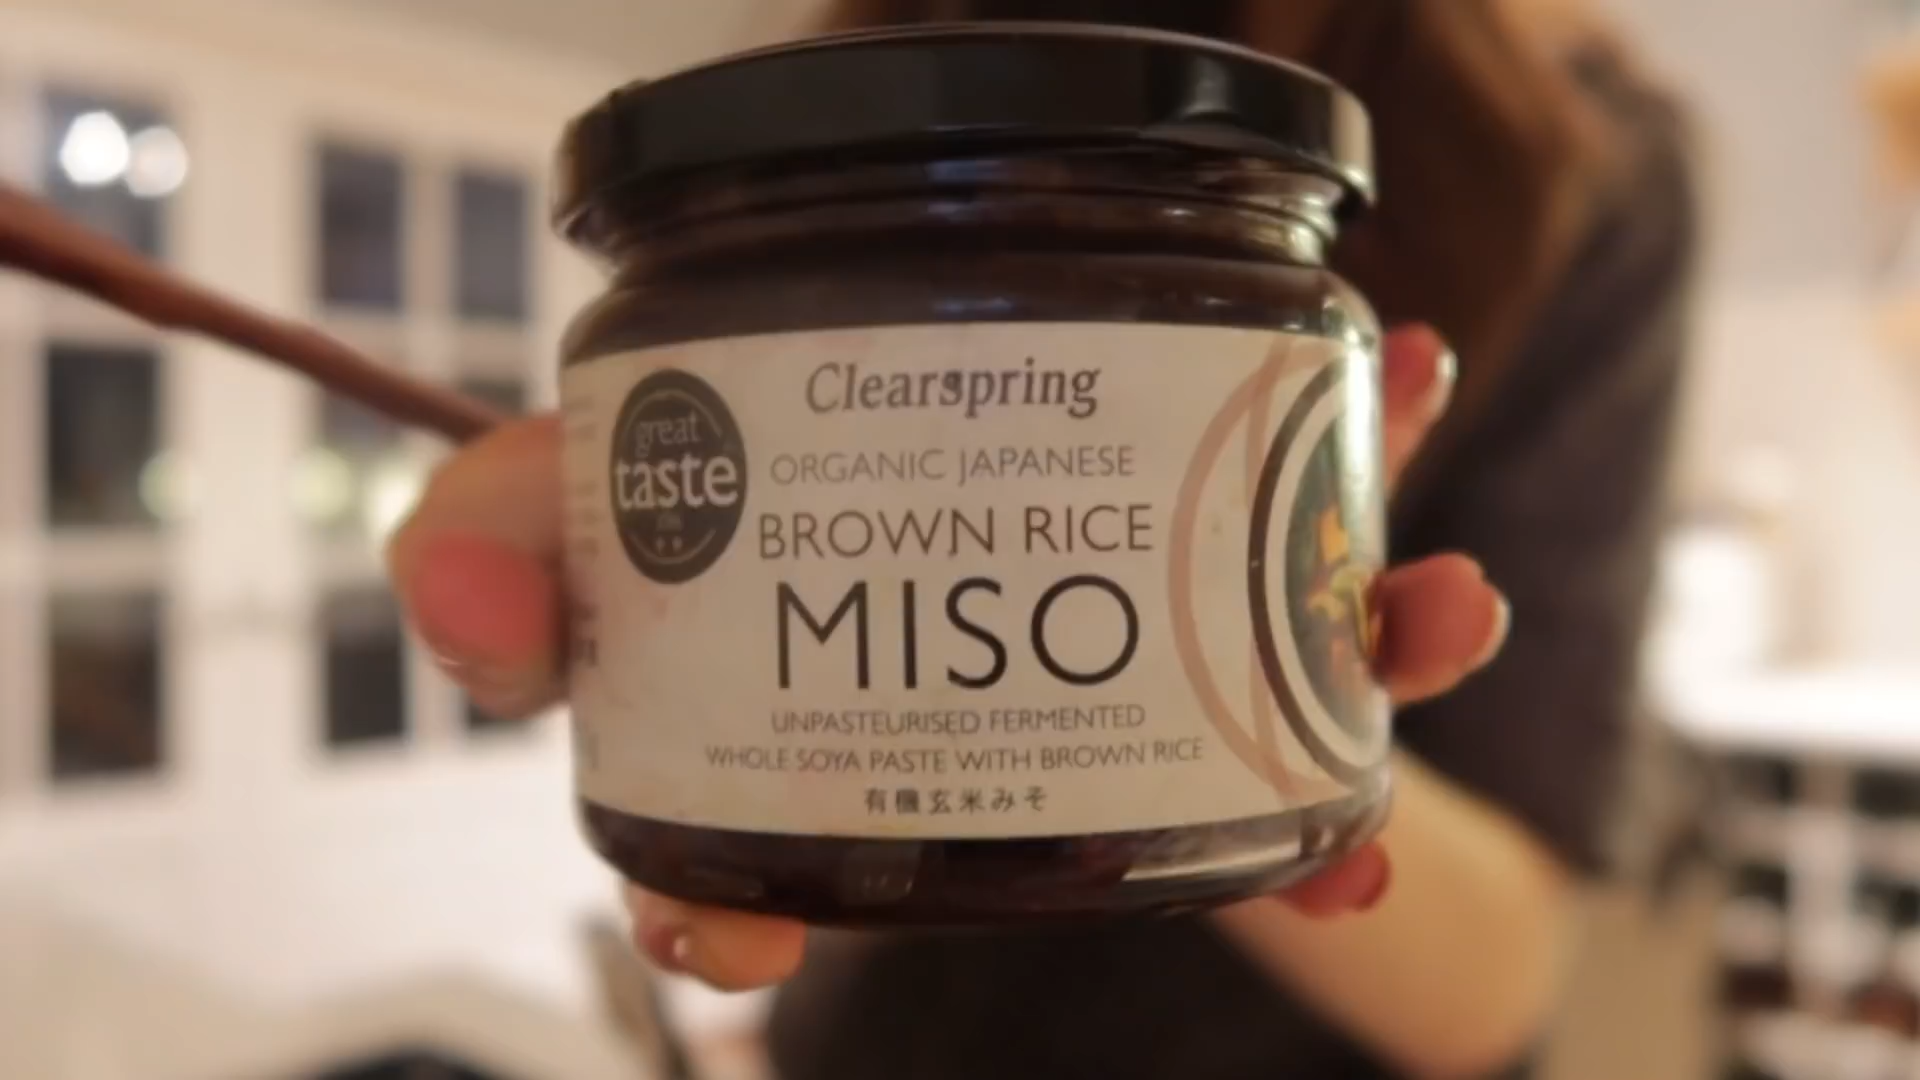 great
taste
Clearspring
ORGANIC JAPANESE
BROWN RICE
MISO
UNPASTEURISED FERMENTED
WHOLE SOYA PASTE WITH BROWN RICE
有機玄米みそ